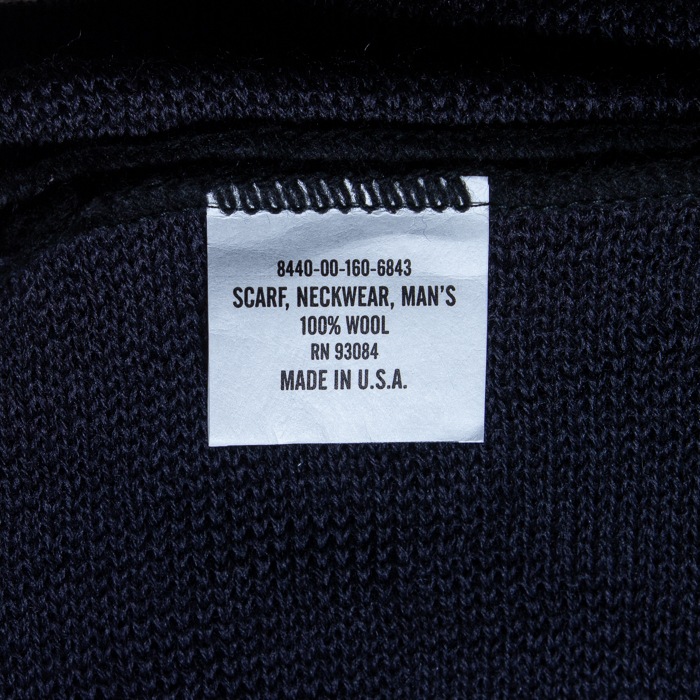 8440-00-160-6843
SCARF, NECKWEAR, MAN'S
100% WOOL
RN 93084
MADE IN U.S.A.